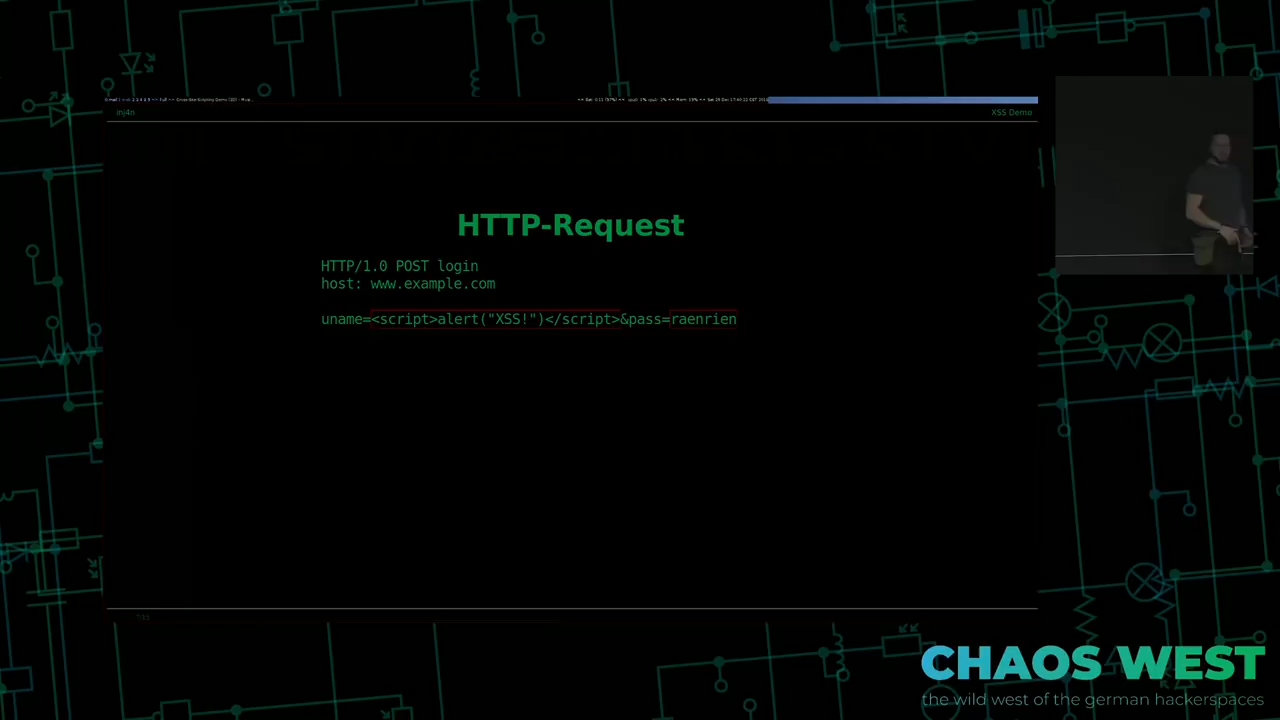 mj4n
XSS Demo
HTTP-Request
HTTP/1.0 POST login
host: www.example.com
uname=<script>alert("XSS!")</script>&pass=raenrien
CHAOS WEST
the wild west of the german hackerspaces